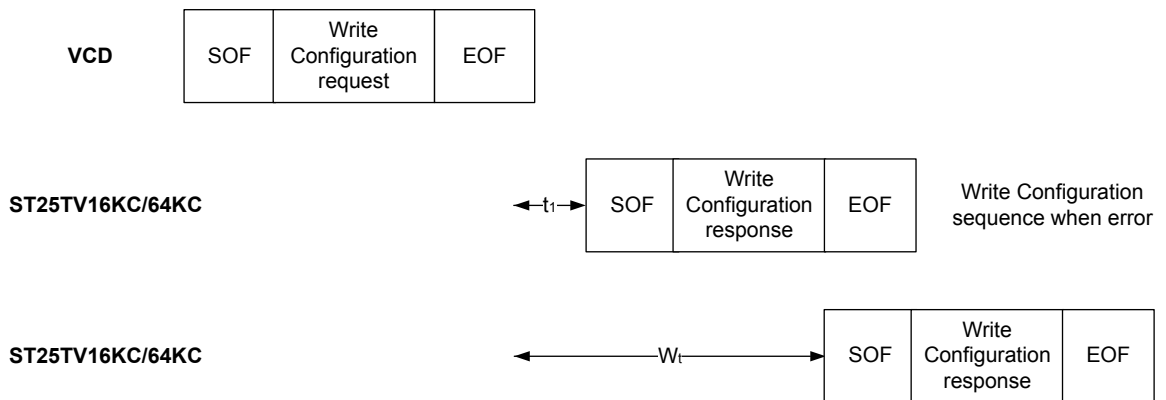 VCD
SOF
Write
Configuration
request
EOF
ST25TV16KC/64KC
t1
SOF
Write
Configuration
response
EOF
Write Configuration
sequence when error
ST25TV16KC/64KC
Wt
SOF
Write
Configuration
response
EOF